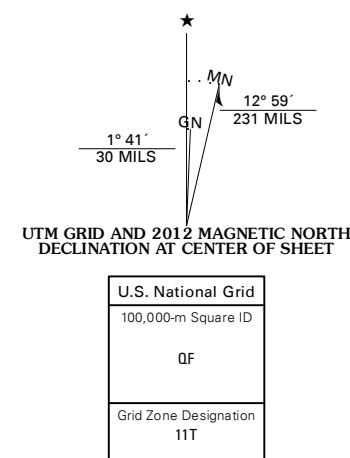 ★
MN
GN
12° 59´
231 MILS
1° 41´
30 MILS
UTM GRID AND 2012 MAGNETIC NORTH
DECLINATION AT CENTER OF SHEET
U.S. National Grid
100,000-m Square ID
QF
Grid Zone Designation
11T